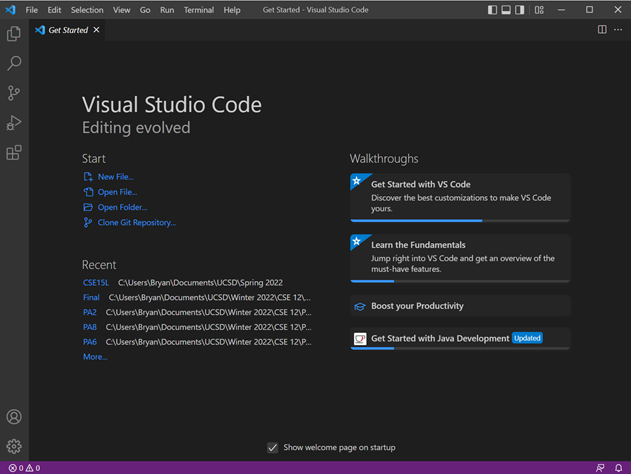 File Edit Selection View Go Run Terminal Help Get Started - Visual Studio Code
Get Started
Visual Studio Code
Editing evolved
Start
New File...
Open File...
Open Folder...
Clone Git Repository...
Recent
CSE15L C:\Users\Bryan\Documents\UCSD\Spring 2022
Final C:\Users\Bryan\Documents\UCSD\Winter 2022\CSE 12\...
PA2 C:\Users\Bryan\Documents\UCSD\Winter 2022\CSE 12\P...
PA8 C:\Users\Bryan\Documents\UCSD\Winter 2022\CSE 12\P...
PA6 C:\Users\Bryan\Documents\UCSD\Winter 2022\CSE 12\P...
More...
Walkthroughs
Get Started with VS Code
Discover the best customizations to make VS Code
yours.
Learn the Fundamentals
Jump right into VS Code and get an overview of the
must-have features.
Boost your Productivity
Get Started with Java Development Updated
Show welcome page on startup
0 0